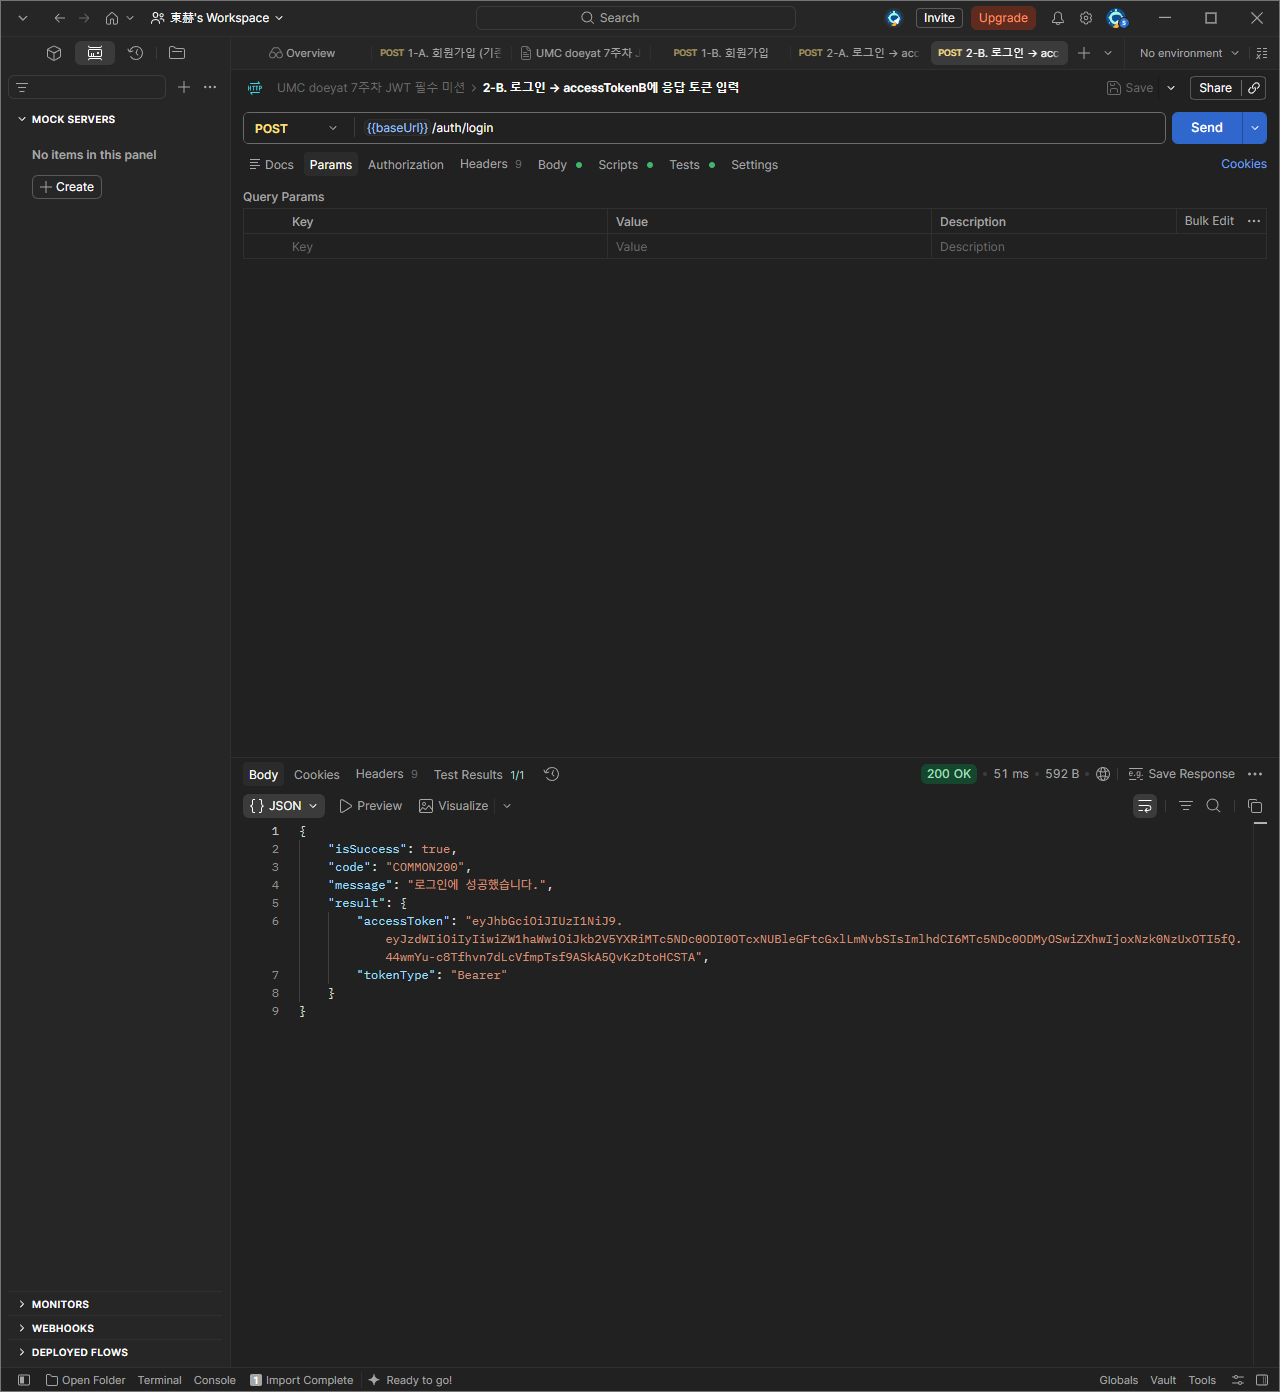 東赫's Workspace
Search
Invite
Upgrade
Overview
POST 1-A. 회원가입 (기존
UMC doeyat 7주차 J
POST 1-B. 회원가입
POST 2-A. 로그인 → acc
POST 2-B. 로그인 → acc
No environment
HTTP
UMC doeyat 7주차 JWT 필수 미션 > 2-B. 로그인 → accessTokenB에 응답 토큰 입력
Save
Share
MOCK SERVERS
No items in this panel
Create
POST
{{baseUrl}} /auth/login
Send
Docs
Params
Authorization
Headers 9
Body
Scripts
Tests
Settings
Cookies
Query Params
Key Value Description Bulk Edit
Key Value Description
Body
Cookies
Headers 9
Test Results 1/1
200 OK
51 ms
592 B
e.g. Save Response
{} JSON
Preview
Visualize
1 {
2 "isSuccess": true,
3 "code": "COMMON200",
4 "message": "로그인에 성공했습니다.",
5 "result": {
6 "accessToken": "eyJhbGciOiJIUzI1NiJ9.
eyJzdWIiOiIyIiwiZW1haWwiOiJkb2V5YXRiMTc5NDc0ODI0OTcxNUBleGFtcGxlLmNvbSIsImlhdCI6MTc5NDc0ODMyOSwiZXhwIjoxNzk0NzUxOTI5fQ.
44wmYu-c8Tfhvn7dLcVfmpTsf9ASkA5QvKzDtoHCSTA",
7 "tokenType": "Bearer"
8 }
9 }
MONITORS
WEBHOOKS
DEPLOYED FLOWS
Open Folder
Terminal
Console
1 Import Complete
Ready to go!
Globals
Vault
Tools